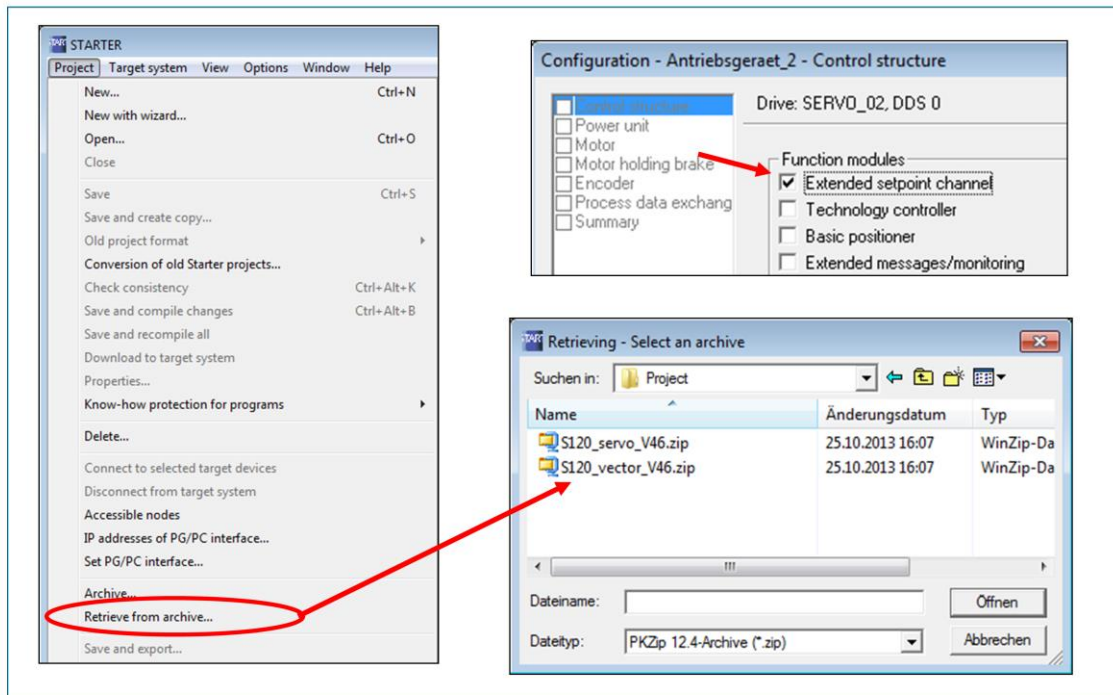 STARTER
Project Target system View Options Window Help
New... Ctrl+N
New with wizard...
Open... Ctrl+O
Close
Save Ctrl+S
Save and create copy...
Old project format
Conversion of old Starter projects...
Check consistency Ctrl+Alt+K
Save and compile changes Ctrl+Alt+B
Save and recompile all
Download to target system
Properties...
Know-how protection for programs
Delete...
Connect to selected target devices
Disconnect from target system
Accessible nodes
IP addresses of PG/PC interface...
Set PG/PC interface...
Archive...
Retrieve from archive...
Save and export...
Configuration - Antriebsgeraet_2 - Control structure
Control structure
Power unit
Motor
Motor holding brake
Encoder
Process data exchang
Summary
Drive: SERVO_02, DDS 0
Function modules
Extended setpoint channel
Technology controller
Basic positioner
Extended messages/monitoring
Retrieving - Select an archive
Suchen in: Project
Name Änderungsdatum Typ
S120_servo_V46.zip 25.10.2013 16:07 WinZip-Da
S120_vector_V46.zip 25.10.2013 16:07 WinZip-Da
Dateiname: Öffnen
Dateityp: PKZip 12.4-Archive (*.zip) Abbrechen